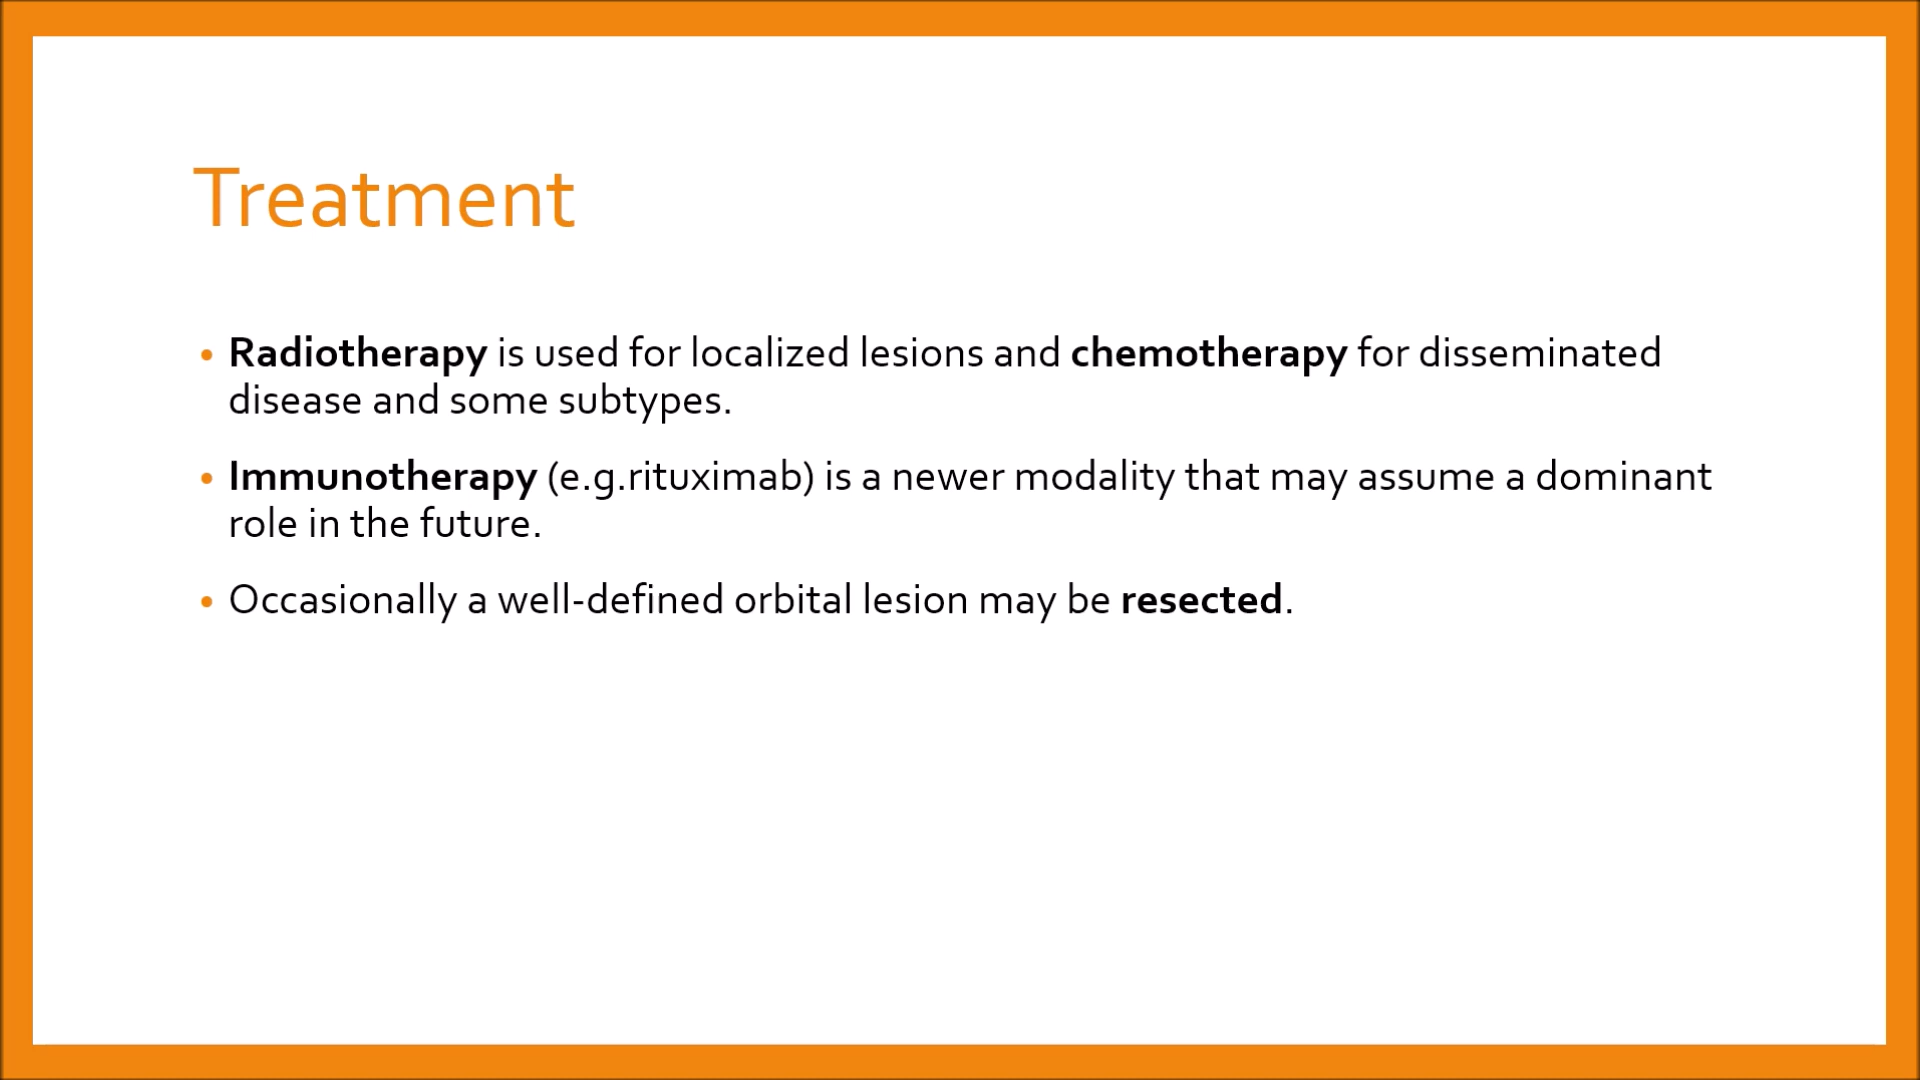 Treatment
• Radiotherapy is used for localized lesions and chemotherapy for disseminated
disease and some subtypes.
• Immunotherapy (e.g.rituximab) is a newer modality that may assume a dominant
role in the future.
• Occasionally a well-defined orbital lesion may be resected.